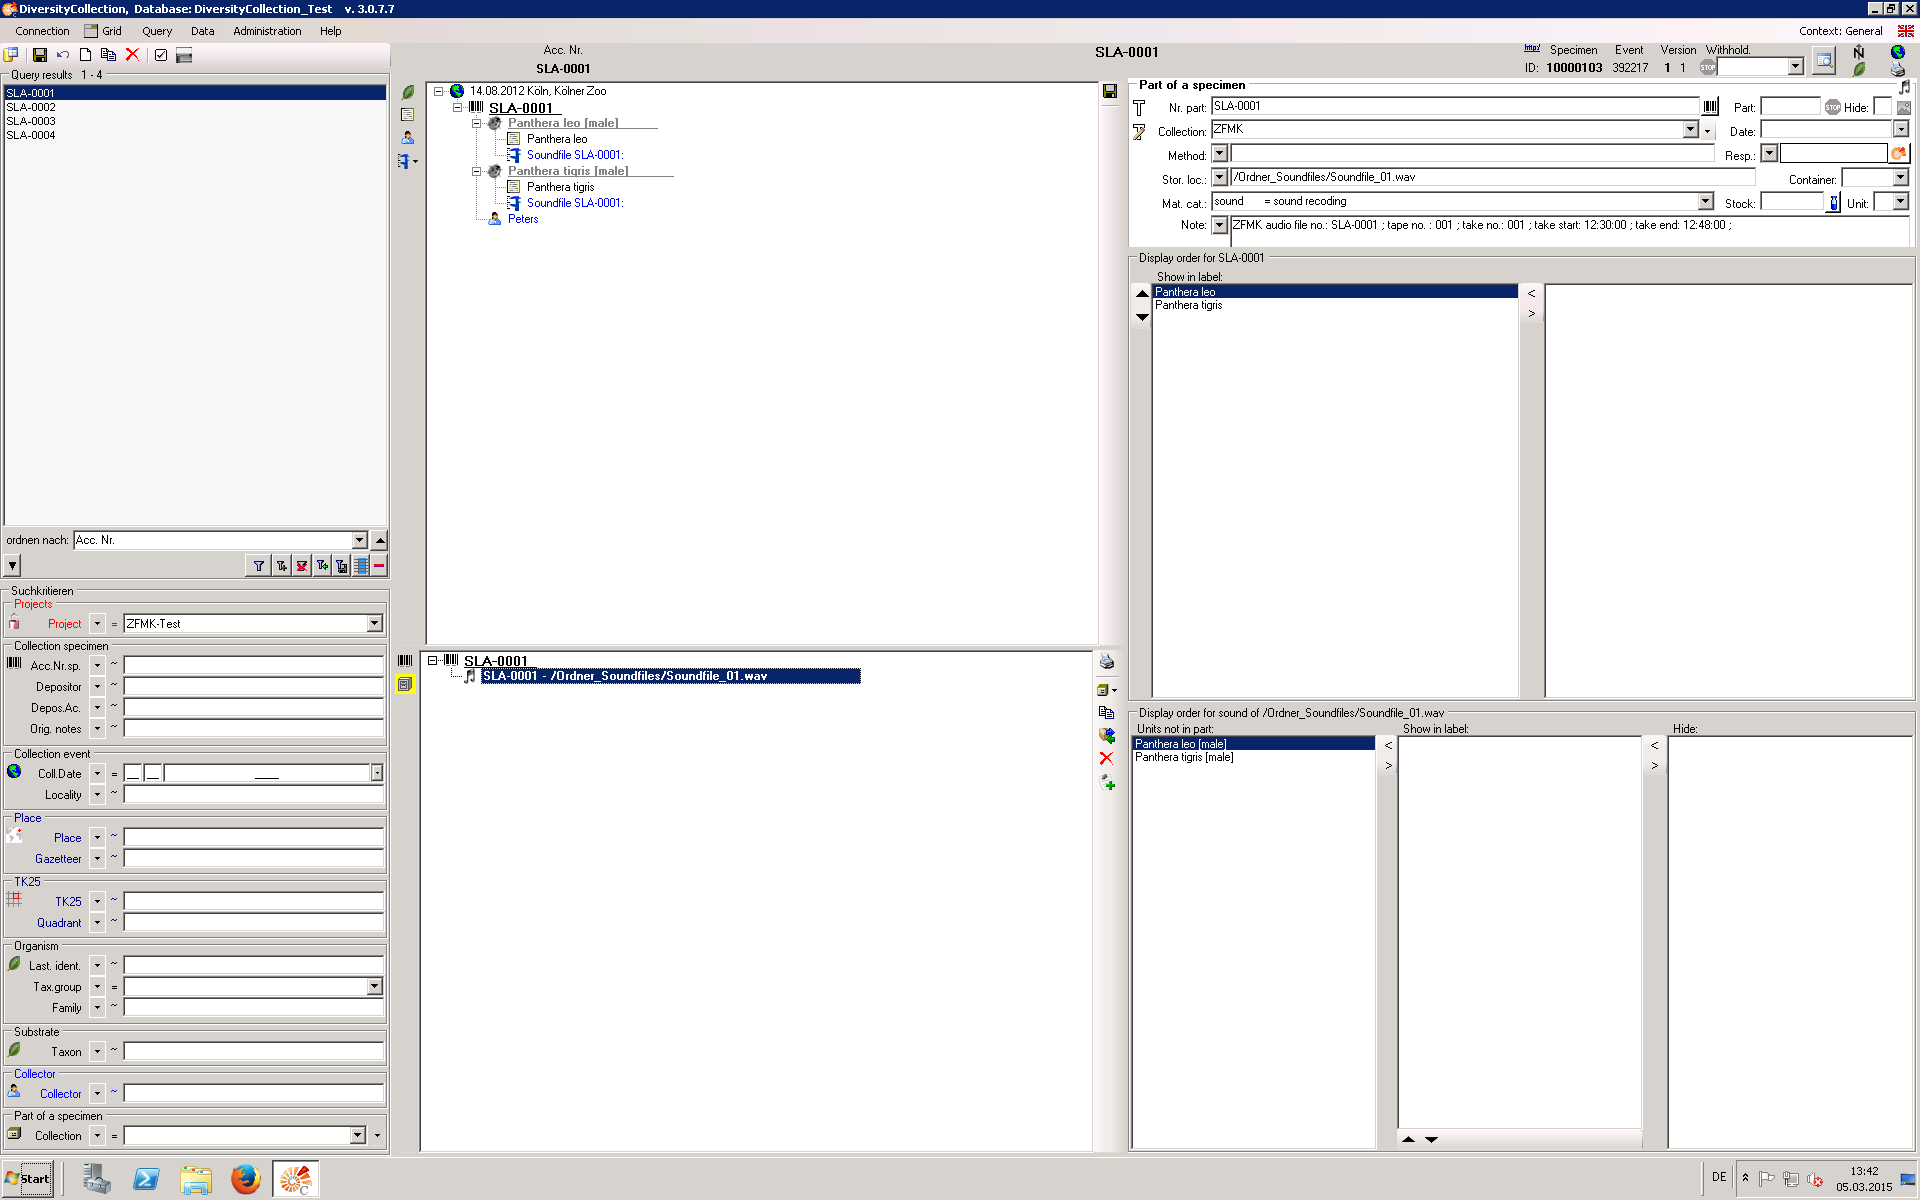 DiversityCollection,  Database: DiversityCollection_Test    v. 3.0.7.7
Connection Grid Query Data Administration Help Context: General
Acc. Nr.
SLA-0001
SLA-0001
http:/ Specimen Event Version Withhold.
ID: 10000103 392217 1 1 STOP
Query results 1 - 4
SLA-0001
SLA-0002
SLA-0003
SLA-0004
ordnen nach: Acc. Nr.
Suchkritieren
Projects
Project = ZFMK-Test
Collection specimen
Acc.Nr.sp. ~
Depositor ~
Depos.Ac. ~
Orig. notes ~
Collection event
Coll.Date = __ __ ____
Locality ~
Place
Place ~
Gazetteer ~
TK25
TK25 ~
Quadrant ~
Organism
Last. ident. ~
Tax.group =
Family ~
Substrate
Taxon ~
Collector
Collector ~
Part of a specimen
Collection =
14.08.2012 Köln, Kölner Zoo
SLA-0001
Panthera leo [male]
Panthera leo
Soundfile SLA-0001:
Panthera tigris [male]
Panthera tigris
Soundfile SLA-0001:
Peters
SLA-0001
SLA-0001 - /Ordner_Soundfiles/Soundfile_01.wav
Part of a specimen
Nr. part: SLA-0001 Part: STOP Hide:
Collection: ZFMK Date:
Method: Resp.:
Stor. loc.: /Ordner_Soundfiles/Soundfile_01.wav Container:
Mat. cat.: sound = sound recoding Stock: Unit:
Note: ZFMK audio file no.: SLA-0001 ; tape no. : 001 ; take no.: 001 ; take start: 12:30:00 ; take end: 12:48:00 ;
Display order for SLA-0001
Show in label:
Panthera leo
Panthera tigris
<
>
Display order for sound of /Ordner_Soundfiles/Soundfile_01.wav
Units not in part: Show in label: Hide:
Panthera leo [male]
Panthera tigris [male]
< <
> >
Start
C
DE
13:42
05.03.2015